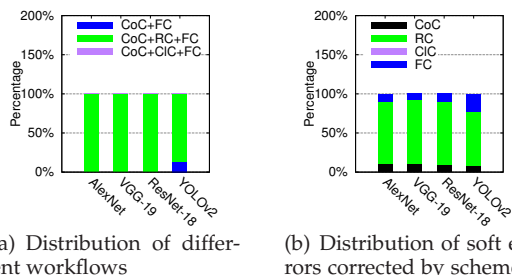 200%
150%
100%
50%
0%
Percentage
CoC+FC
CoC+RC+FC
CoC+ClC+FC
AlexNet
VGG-19
ResNet-18
YOLOv2
a) Distribution of differ-
ent workflows
200%
150%
100%
50%
0%
Percentage
CoC
RC
ClC
FC
AlexNet
VGG-19
ResNet-18
YOLOv2
(b) Distribution of soft e
rors corrected by schem